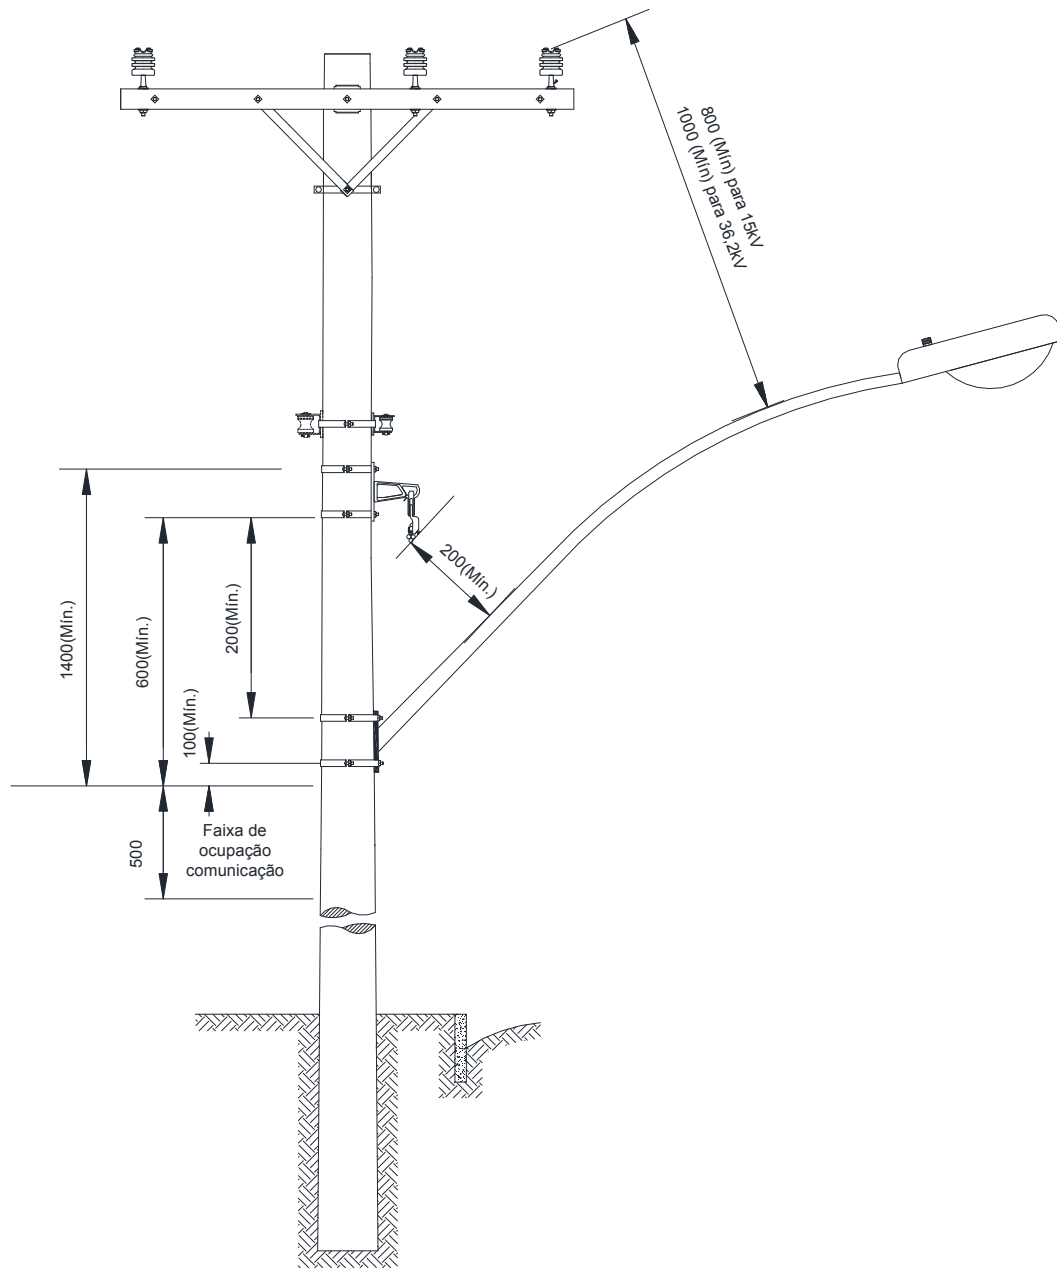 800 (Mín) para 15kV
1000 (Mín) para 36,2kV
200(Mín.)
1400(Mín.)
600(Mín.)
200(Mín.)
100(Mín.)
500
Faixa de
ocupação
comunicação